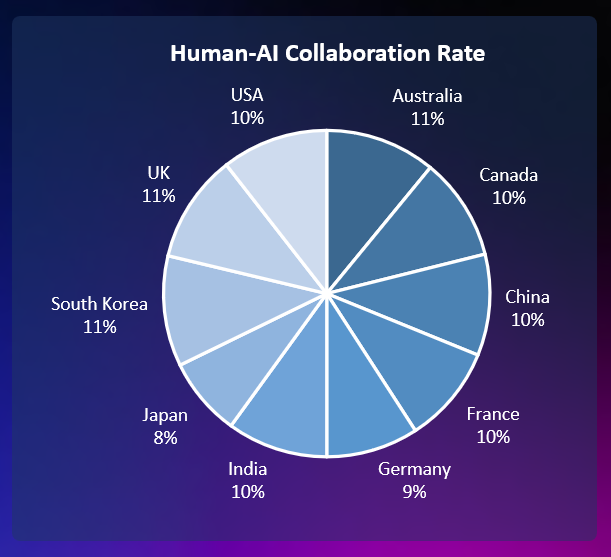 Human-AI Collaboration Rate
USA
10%
Australia
11%
UK
11%
Canada
10%
South Korea
11%
China
10%
Japan
8%
France
10%
India
10%
Germany
9%